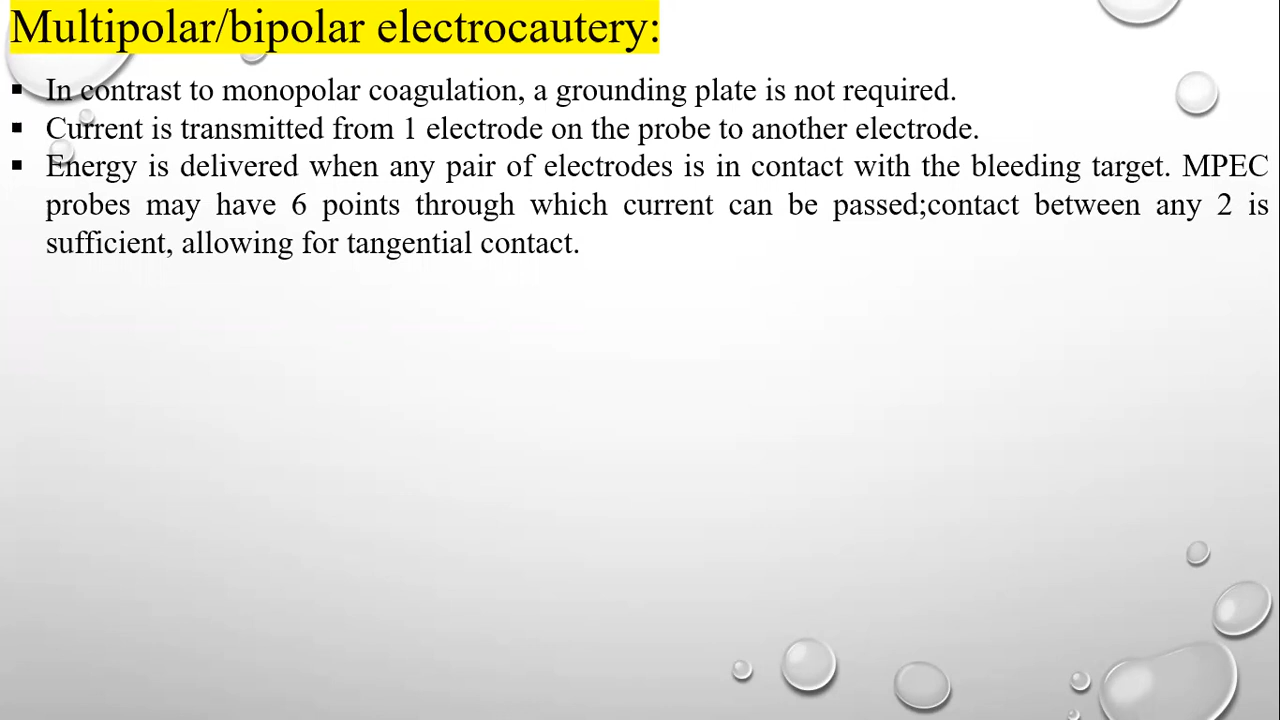 Multipolar/bipolar electrocautery:
▪ In contrast to monopolar coagulation, a grounding plate is not required.
▪ Current is transmitted from 1 electrode on the probe to another electrode.
▪ Energy is delivered when any pair of electrodes is in contact with the bleeding target. MPEC
probes may have 6 points through which current can be passed;contact between any 2 is
sufficient, allowing for tangential contact.